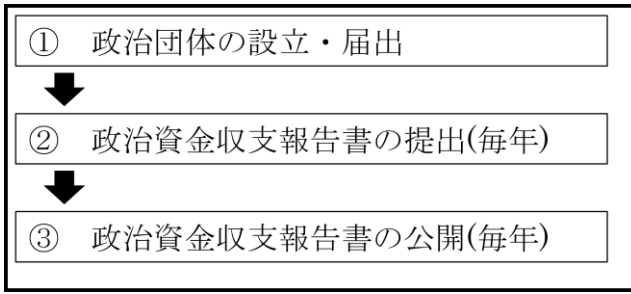 ① 政治団体の設立・届出
② 政治資金収支報告書の提出(毎年)
③ 政治資金収支報告書の公開(毎年)